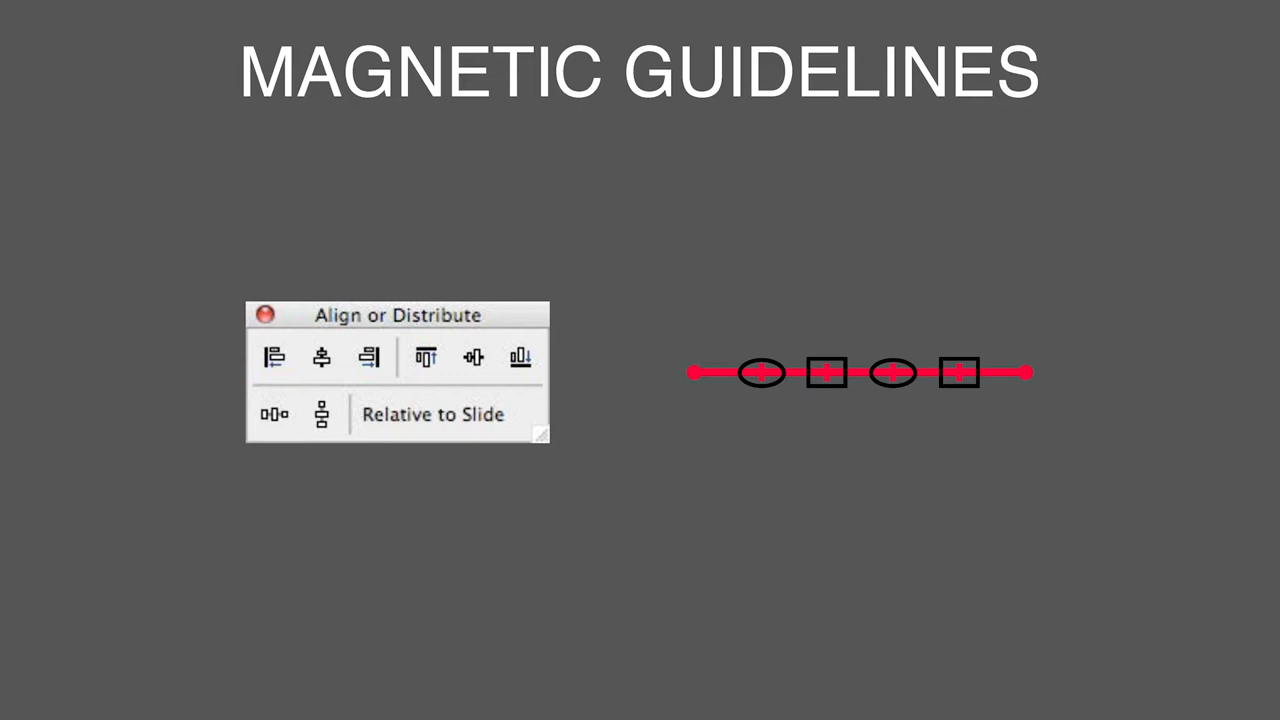 MAGNETIC GUIDELINES
Align or Distribute
Relative to Slide